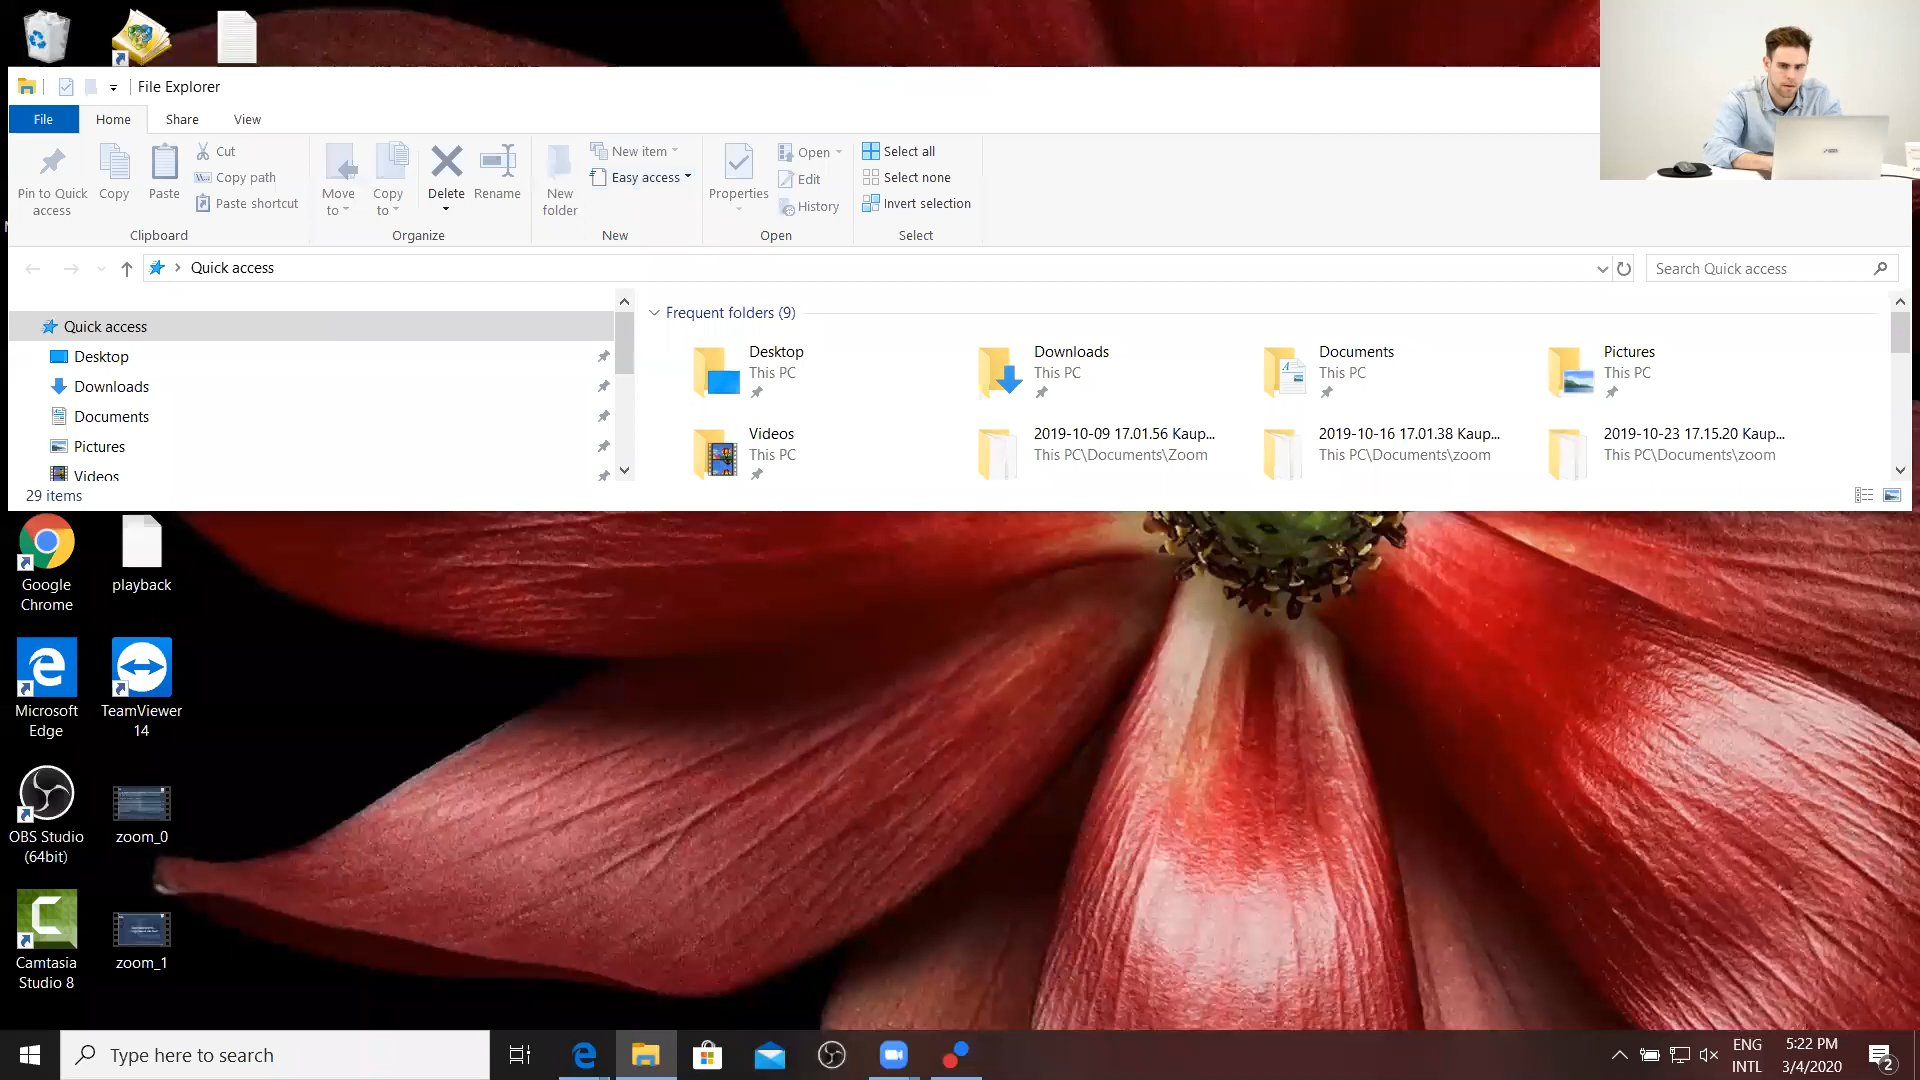 File Explorer
File Home Share View
Pin to Quick access
Copy
Paste
Cut
Copy path
Paste shortcut
Clipboard
Move to
Copy to
Delete
Rename
Organize
New folder
New item
Easy access
New
Properties
Open
Edit
History
Open
Select all
Select none
Invert selection
Select
Quick access
Search Quick access
Quick access
Desktop
Downloads
Documents
Pictures
Videos
Frequent folders (9)
Desktop
This PC
Downloads
This PC
Documents
This PC
Pictures
This PC
Videos
This PC
2019-10-09 17.01.56 Kaup...
This PC\Documents\Zoom
2019-10-16 17.01.38 Kaup...
This PC\Documents\zoom
2019-10-23 17.15.20 Kaup...
This PC\Documents\zoom
29 items
Google
Chrome
playback
Microsoft
Edge
TeamViewer
14
OBS Studio
(64bit)
zoom_0
Camtasia
Studio 8
zoom_1
Type here to search
ENG
INTL
5:22 PM
3/4/2020
2